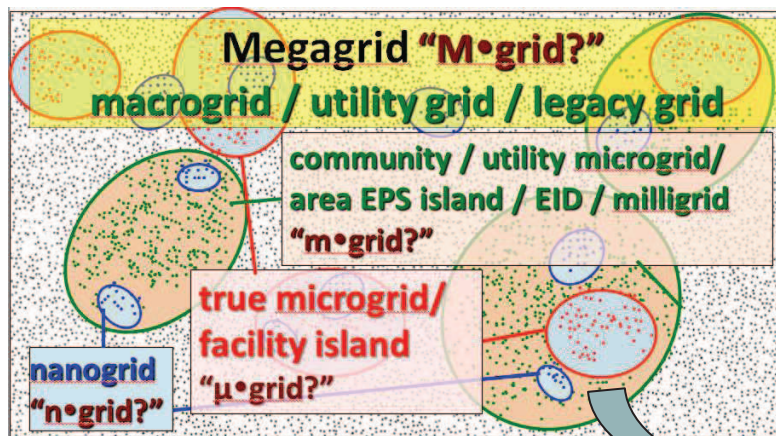 Megagrid “M•grid?”
macrogrid / utility grid / legacy grid
community / utility microgrid/
area EPS island / EID / milligrid
“m•grid?”
true microgrid/
facility island
“µ•grid?”
nanogrid
“n•grid?”